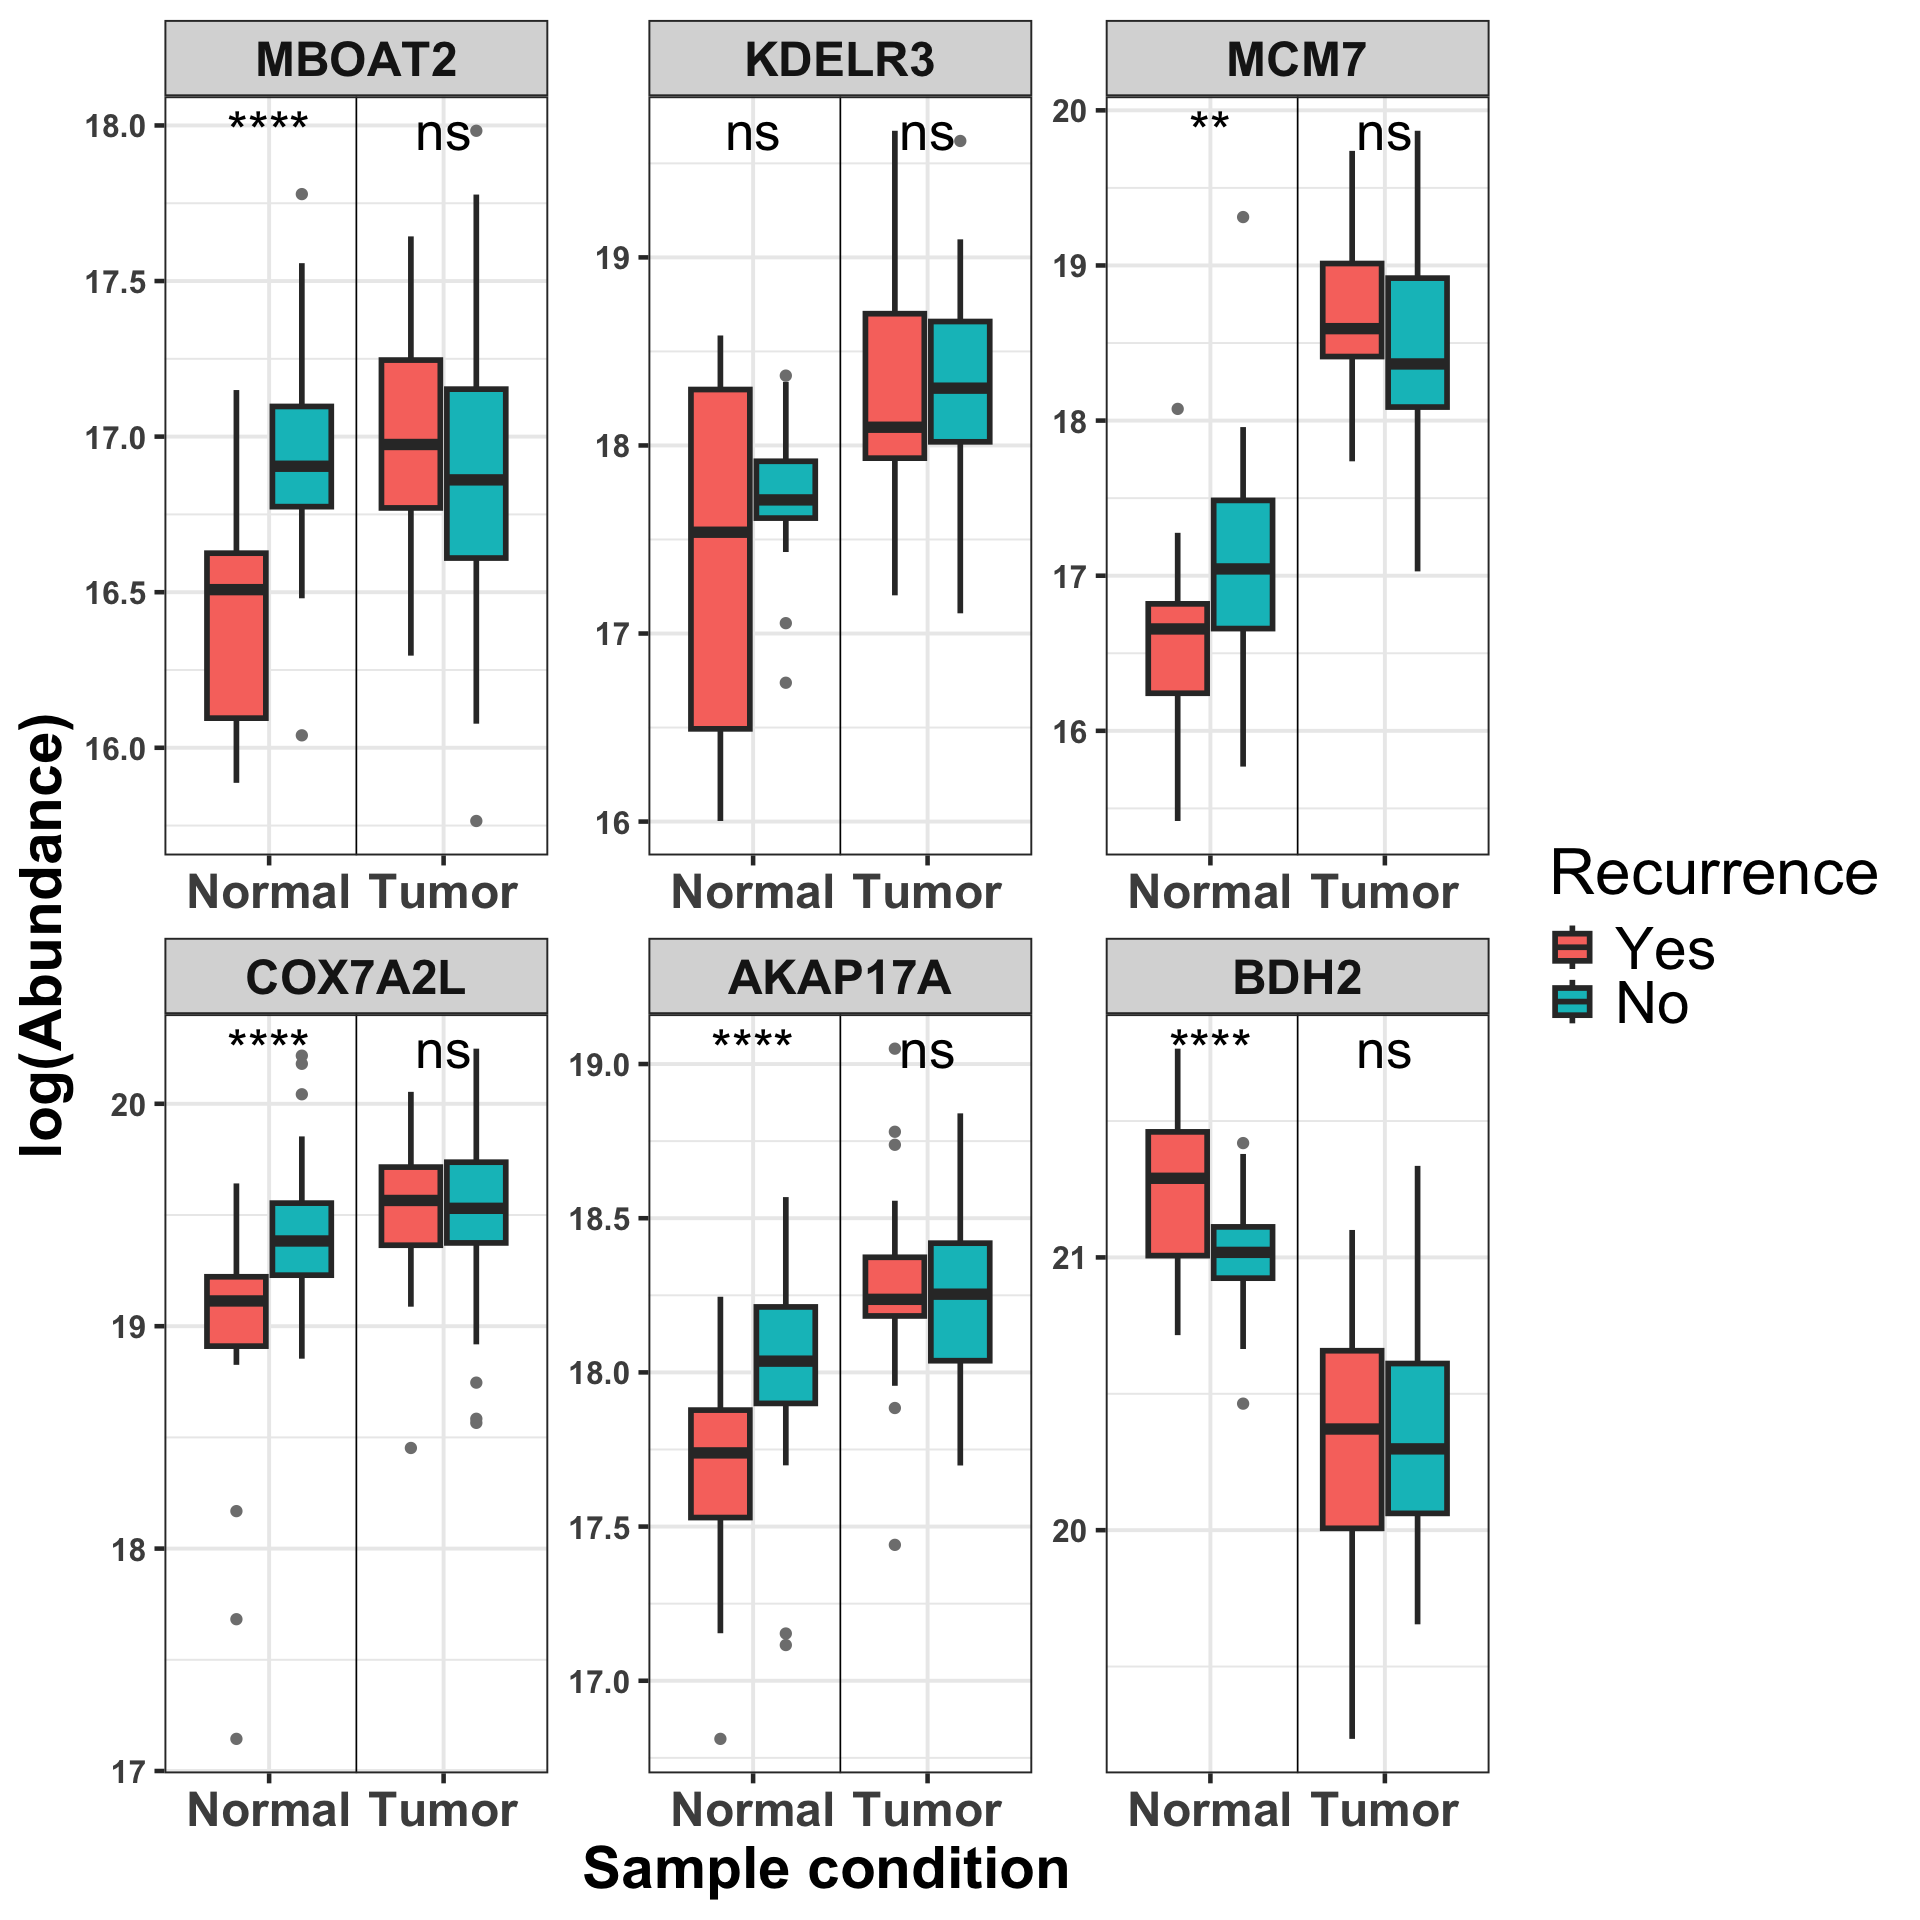 MBOAT2 KDELR3 MCM7
**** ns ns ns ** ns
18.0
17.5
17.0
16.5
16.0
19
18
17
16
20
19
18
17
16
Normal Tumor Normal Tumor Normal Tumor
COX7A2L AKAP17A BDH2
**** ns **** ns **** ns
20
19
18
17
19.0
18.5
18.0
17.5
17.0
21
20
Normal Tumor Normal Tumor Normal Tumor
Sample condition
log(Abundance)
Recurrence
Yes
No